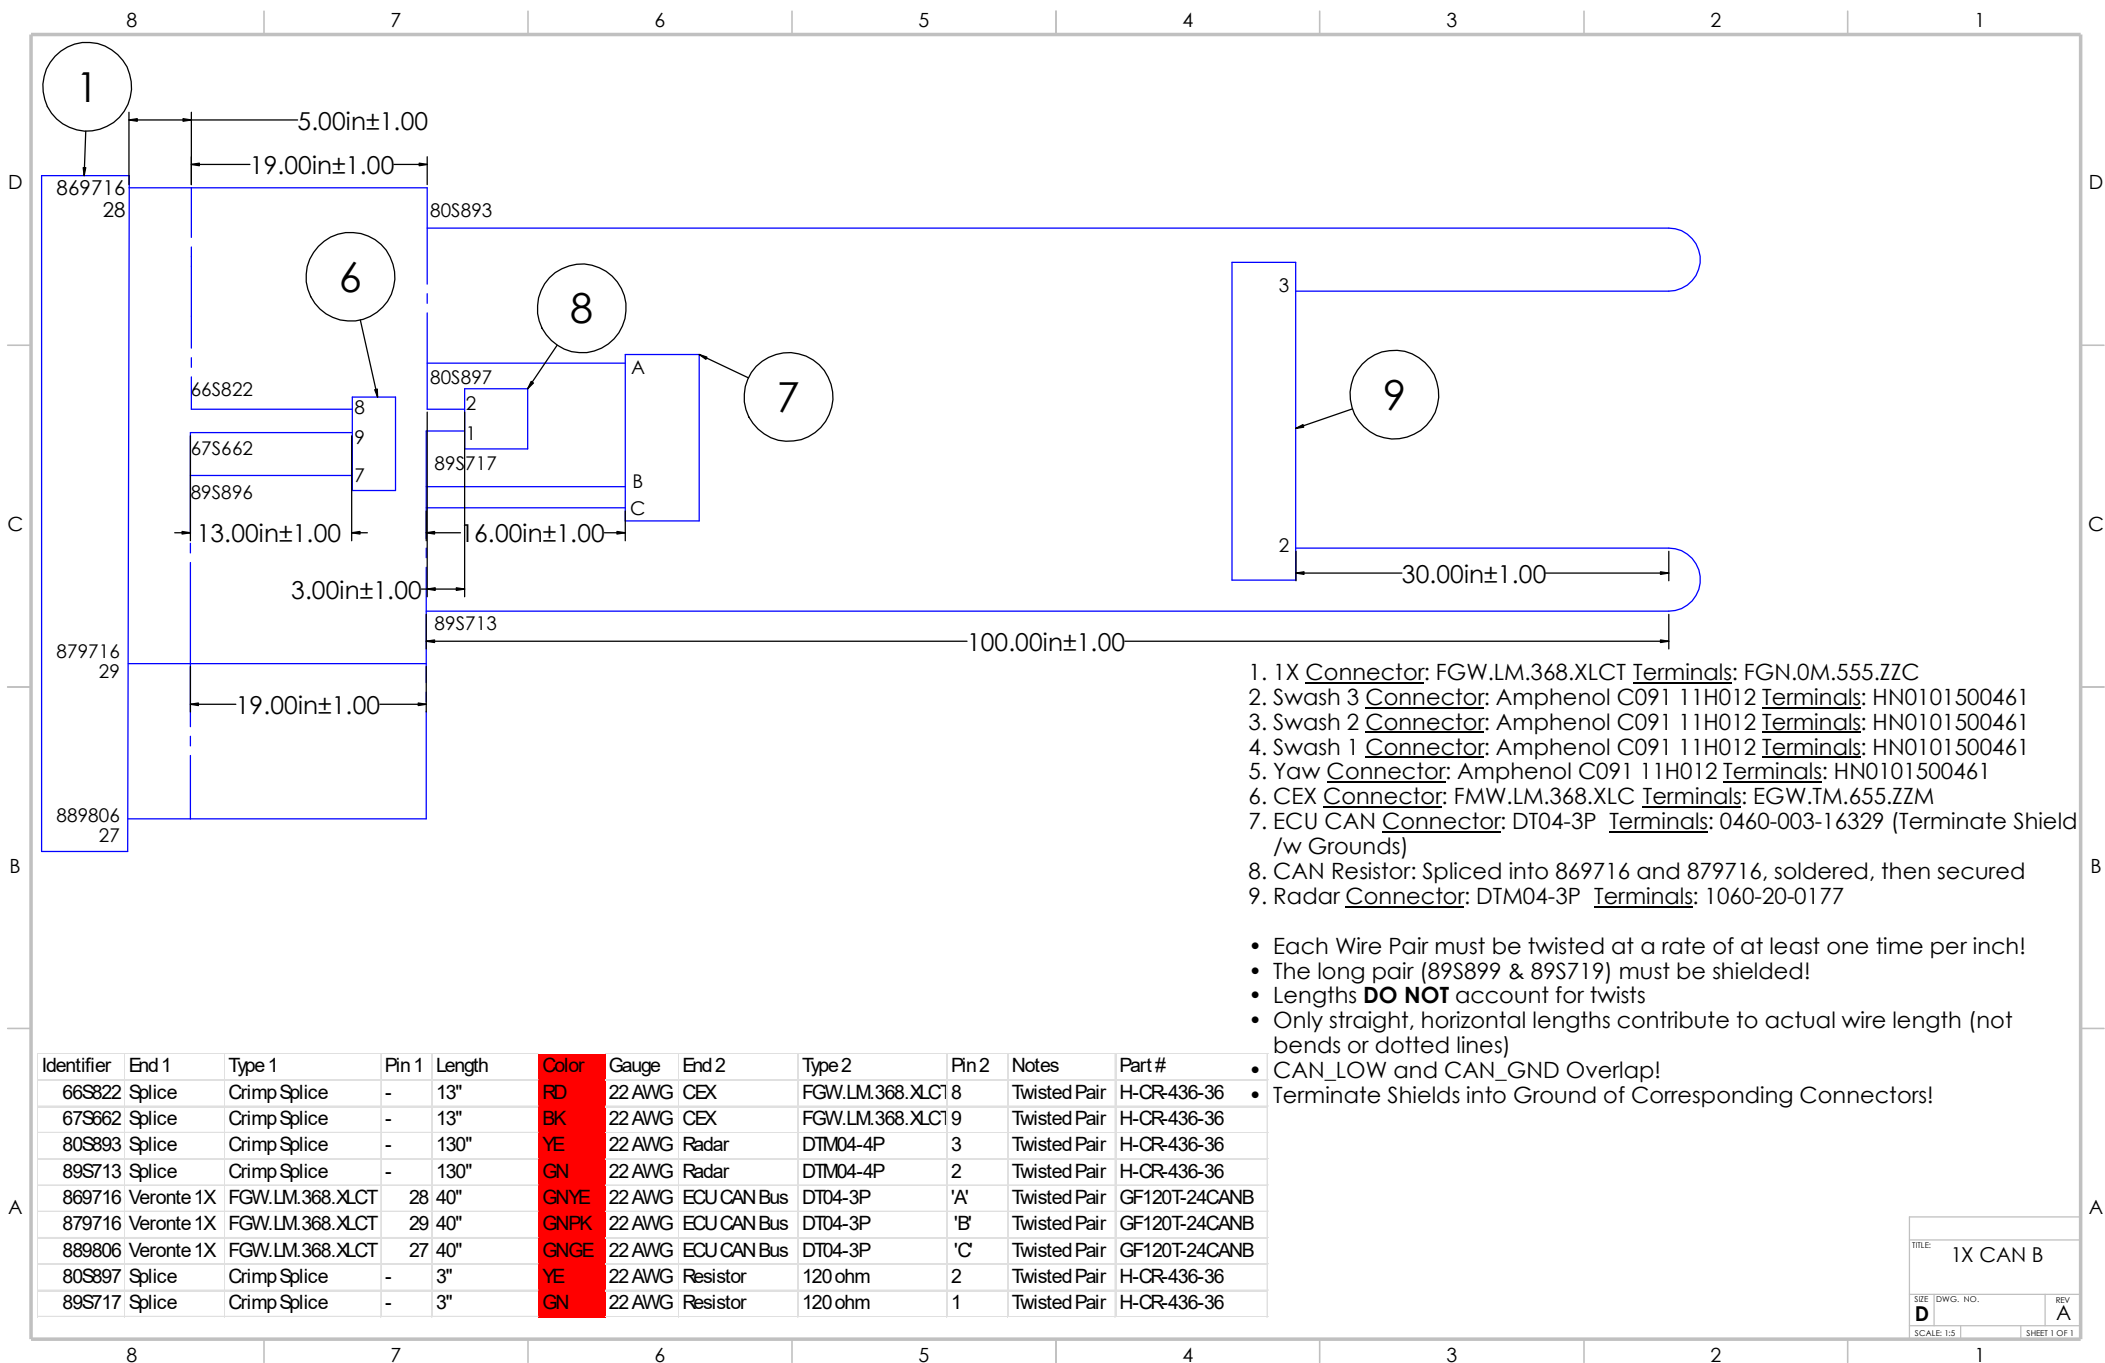 8 7 6 5 4 3 2 1
1
5.00in±1.00
19.00in±1.00
D D
869716
28
80S893
6
8
3
A
80S897
7
9
66S822
8
2
9
1
67S662
89S717
7
B
89S896
C
C C
13.00in±1.00
16.00in±1.00
2
30.00in±1.00
3.00in±1.00
89S713
100.00in±1.00
879716
29
19.00in±1.00
889806
27
B B
1. 1X Connector: FGW.LM.368.XLCT Terminals: FGN.0M.555.ZZC
2. Swash 3 Connector: Amphenol C091 11H012 Terminals: HN0101500461
3. Swash 2 Connector: Amphenol C091 11H012 Terminals: HN0101500461
4. Swash 1 Connector: Amphenol C091 11H012 Terminals: HN0101500461
5. Yaw Connector: Amphenol C091 11H012 Terminals: HN0101500461
6. CEX Connector: FMW.LM.368.XLC Terminals: EGW.TM.655.ZZM
7. ECU CAN Connector: DT04-3P Terminals: 0460-003-16329 (Terminate Shield
/w Grounds)
8. CAN Resistor: Spliced into 869716 and 879716, soldered, then secured
9. Radar Connector: DTM04-3P Terminals: 1060-20-0177
• Each Wire Pair must be twisted at a rate of at least one time per inch!
• The long pair (89S899 & 89S719) must be shielded!
• Lengths DO NOT account for twists
• Only straight, horizontal lengths contribute to actual wire length (not
bends or dotted lines)
• CAN_LOW and CAN_GND Overlap!
• Terminate Shields into Ground of Corresponding Connectors!
Identifier End 1 Type 1 Pin 1 Length Color Gauge End 2 Type 2 Pin 2 Notes Part #
66S822 Splice Crimp Splice - 13" RD 22 AWG CEX FGW.LM.368.XLCT 8 Twisted Pair H-CR-436-36
67S662 Splice Crimp Splice - 13" BK 22 AWG CEX FGW.LM.368.XLCT 9 Twisted Pair H-CR-436-36
80S893 Splice Crimp Splice - 130" YE 22 AWG Radar DTM04-4P 3 Twisted Pair H-CR-436-36
89S713 Splice Crimp Splice - 130" GN 22 AWG Radar DTM04-4P 2 Twisted Pair H-CR-436-36
869716 Veronte 1X FGW.LM.368.XLCT 28 40" GNYE 22 AWG ECU CAN Bus DT04-3P 'A' Twisted Pair GF120T-24CANB
879716 Veronte 1X FGW.LM.368.XLCT 29 40" GNPK 22 AWG ECU CAN Bus DT04-3P 'B' Twisted Pair GF120T-24CANB
889806 Veronte 1X FGW.LM.368.XLCT 27 40" GNGE 22 AWG ECU CAN Bus DT04-3P 'C' Twisted Pair GF120T-24CANB
80S897 Splice Crimp Splice - 3" YE 22 AWG Resistor 120 ohm 2 Twisted Pair H-CR-436-36
89S717 Splice Crimp Splice - 3" GN 22 AWG Resistor 120 ohm 1 Twisted Pair H-CR-436-36
A A
TITLE:
1X CAN B
SIZE DWG. NO. REV
D A
SCALE: 1:5 SHEET 1 OF 1
8 7 6 5 4 3 2 1